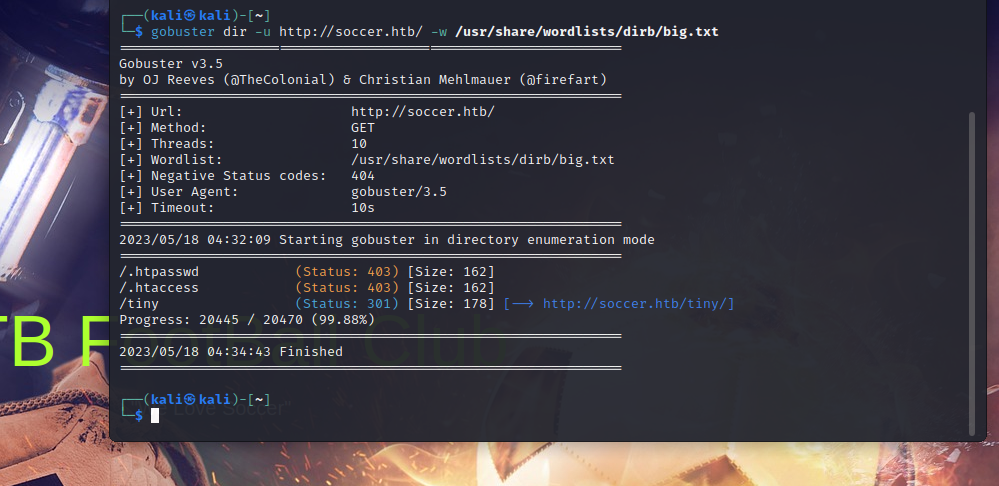 ┌──(kali㉿kali)-[~]
└─$ gobuster dir -u http://soccer.htb/ -w /usr/share/wordlists/dirb/big.txt
===============================================================
Gobuster v3.5
by OJ Reeves (@TheColonial) & Christian Mehlmauer (@firefart)
===============================================================
[+] Url:                     http://soccer.htb/
[+] Method:                  GET
[+] Threads:                 10
[+] Wordlist:                /usr/share/wordlists/dirb/big.txt
[+] Negative Status codes:   404
[+] User Agent:              gobuster/3.5
[+] Timeout:                 10s
===============================================================
2023/05/18 04:32:09 Starting gobuster in directory enumeration mode
===============================================================
/.htpasswd            (Status: 403) [Size: 162]
/.htaccess            (Status: 403) [Size: 162]
/tiny                 (Status: 301) [Size: 178] [--> http://soccer.htb/tiny/]
Progress: 20445 / 20470 (99.88%)
===============================================================
2023/05/18 04:34:43 Finished
===============================================================
┌──(kali㉿kali)-[~]
└─$
TB FootBall Club
Love Soccer"